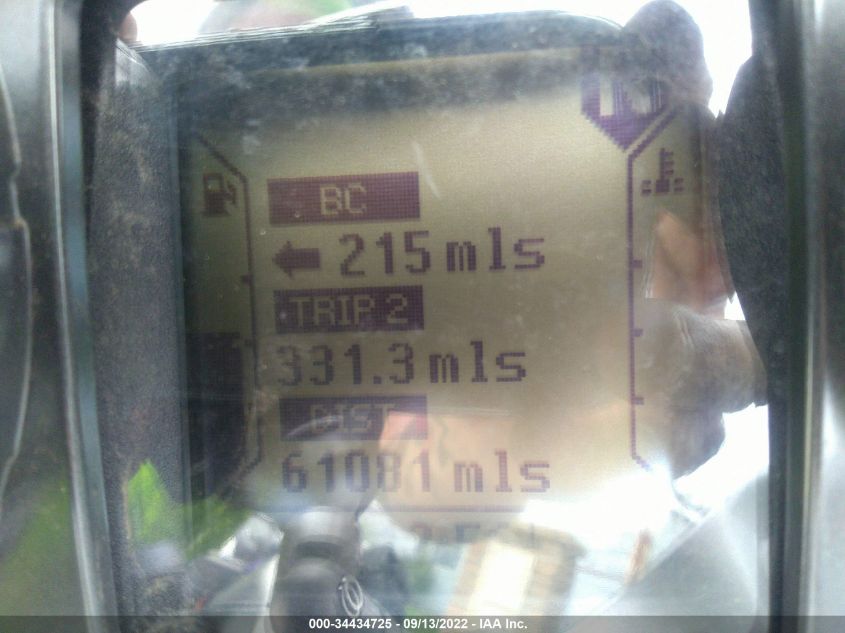 N
BC
← 215 mls
TRIP 2
331.3 mls
DIST
61081 mls
000-34434725 - 09/13/2022 - IAA Inc.